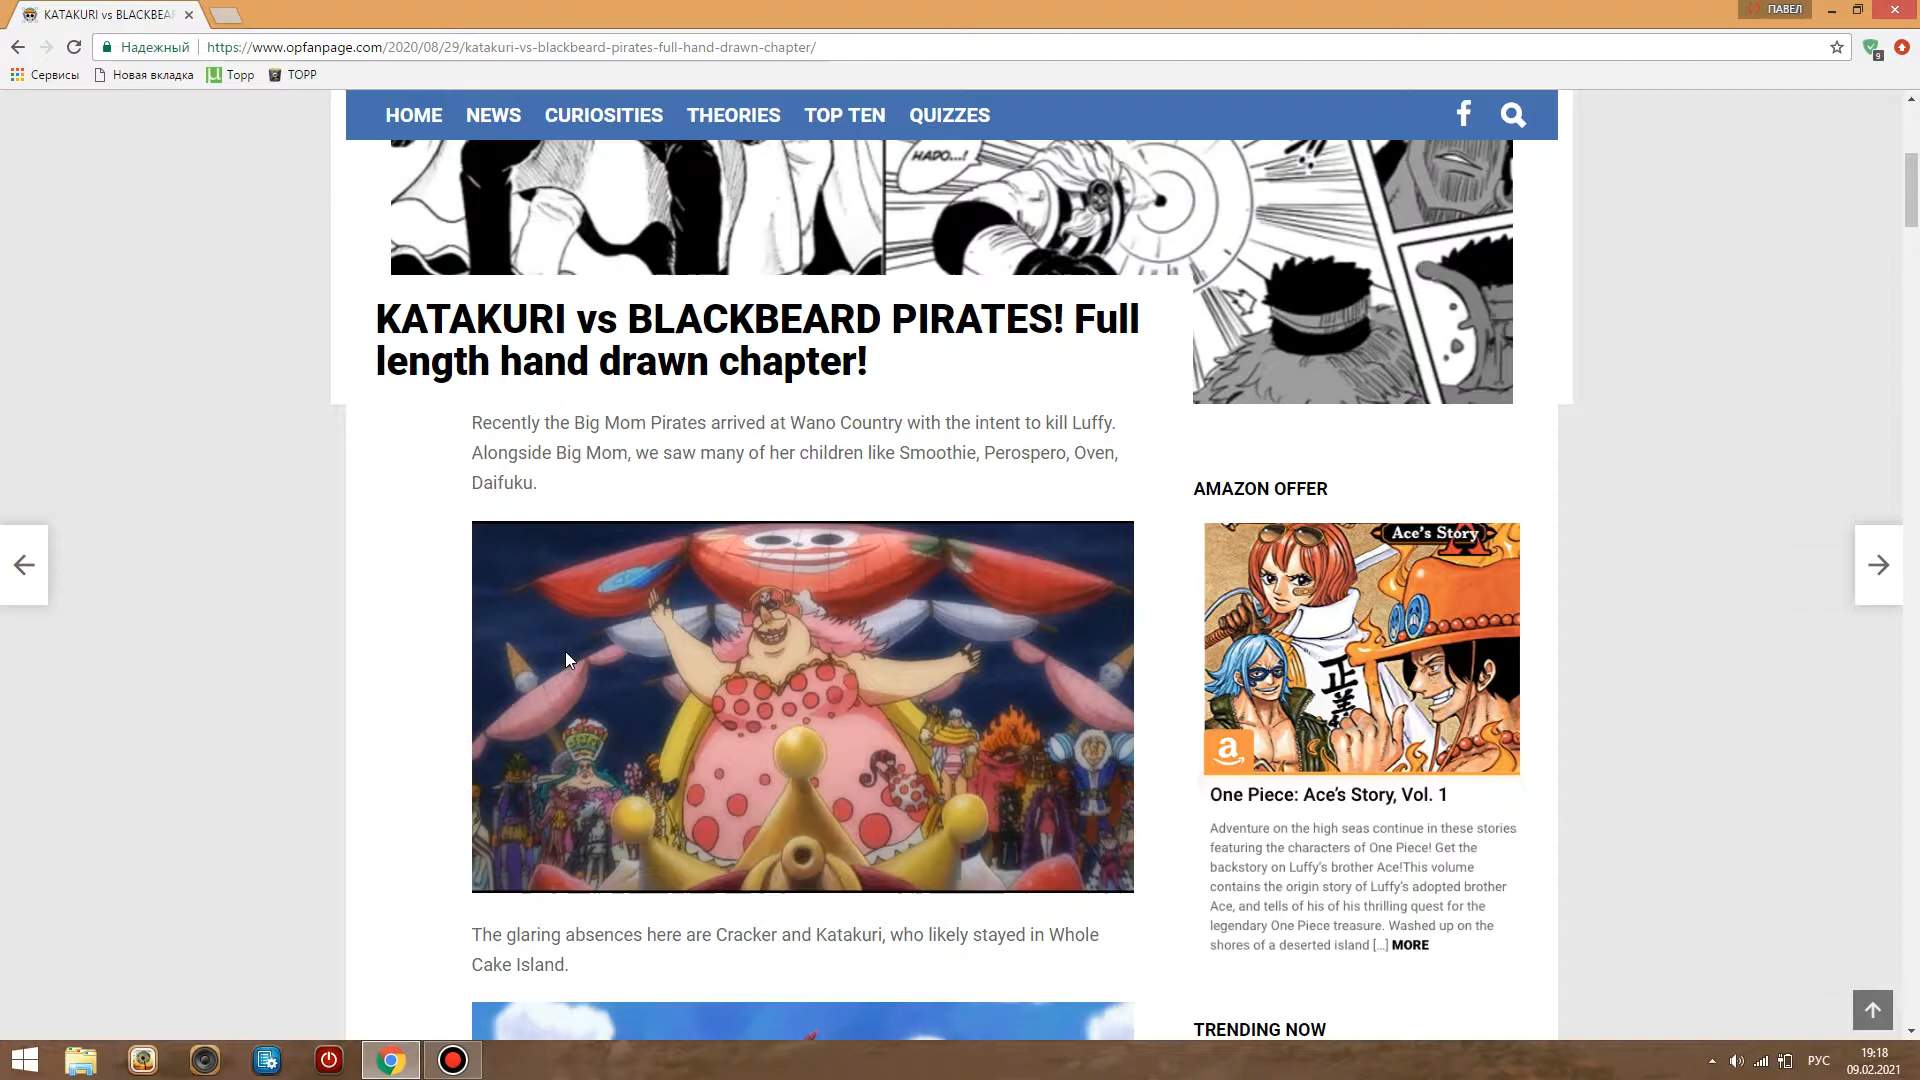 KATAKURI vs BLACKBEAR
ПАВЕЛ
Надежный
https://www.opfanpage.com/2020/08/29/katakuri-vs-blackbeard-pirates-full-hand-drawn-chapter/
9
Сервисы Новая вкладка Торр ТОРР
HOME NEWS CURIOSITIES THEORIES TOP TEN QUIZZES
HADO...!
KATAKURI vs BLACKBEARD PIRATES! Full
length hand drawn chapter!
Recently the Big Mom Pirates arrived at Wano Country with the intent to kill Luffy.
Alongside Big Mom, we saw many of her children like Smoothie, Perospero, Oven,
Daifuku.
The glaring absences here are Cracker and Katakuri, who likely stayed in Whole
Cake Island.
AMAZON OFFER
Ace's Story
正義
a
One Piece: Ace's Story, Vol. 1
Adventure on the high seas continue in these stories
featuring the characters of One Piece! Get the
backstory on Luffy's brother Ace!This volume
contains the origin story of Luffy's adopted brother
Ace, and tells of his of his thrilling quest for the
legendary One Piece treasure. Washed up on the
shores of a deserted island [...] MORE
TRENDING NOW
РУС
19:18
09.02.2021